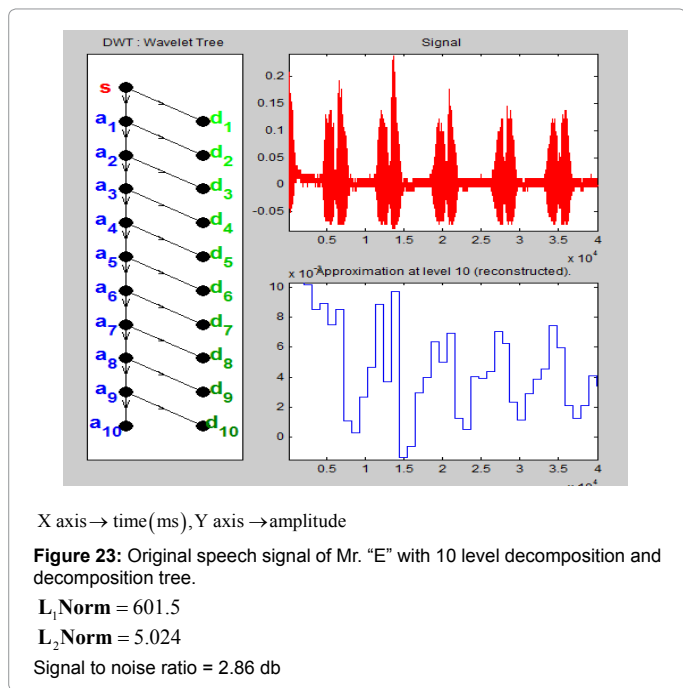 DWT : Wavelet Tree
s
a1 d1
a2 d2
a3 d3
a4 d4
a5 d5
a6 d6
a7 d7
a8 d8
a9 d9
a10 d10
Signal
0.2
0.15
0.1
0.05
0
-0.05
0.5 1 1.5 2 2.5 3 3.5 4
x 10^4
Approximation at level 10 (reconstructed).
10
8
6
4
2
0
0.5 1 1.5 2 2.5 3 3.5 4
X axis→ time(ms),Y axis →amplitude
Figure 23: Original speech signal of Mr. “E” with 10 level decomposition and
decomposition tree.
L1Norm = 601.5
L2Norm = 5.024
Signal to noise ratio = 2.86 db